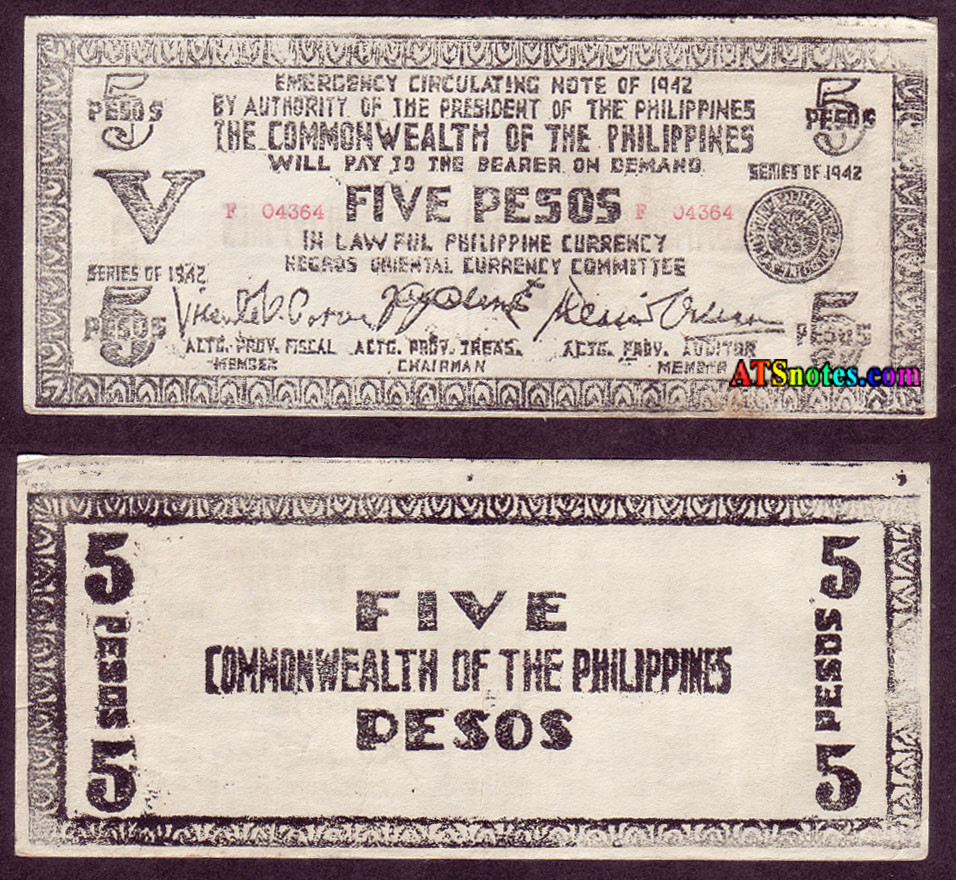 5 PESOS
EMERGENCY CIRCULATING NOTE OF 1942
5 PESOS
BY AUTHORITY OF THE PRESIDENT OF THE PHILIPPINES
THE COMMONWEALTH OF THE PHILIPPINES
WILL PAY TO THE BEARER ON DEMAND
SERIES OF 1942
V
F 04364 FIVE PESOS F 04364
IN LAWFUL PHILIPPINE CURRENCY
NEGROS ORIENTAL CURRENCY COMMITTEE
SERIES OF 1942
5 PESOS
5 PESOS
ACTG. PROV. FISCAL ACTG. PROV. TREAS. ACTG. PROV. AUDITOR
MEMBER CHAIRMAN MEMBER
ATSnotes.com
5 PESOS 5
FIVE
COMMONWEALTH OF THE PHILIPPINES
PESOS
5 PESOS 5